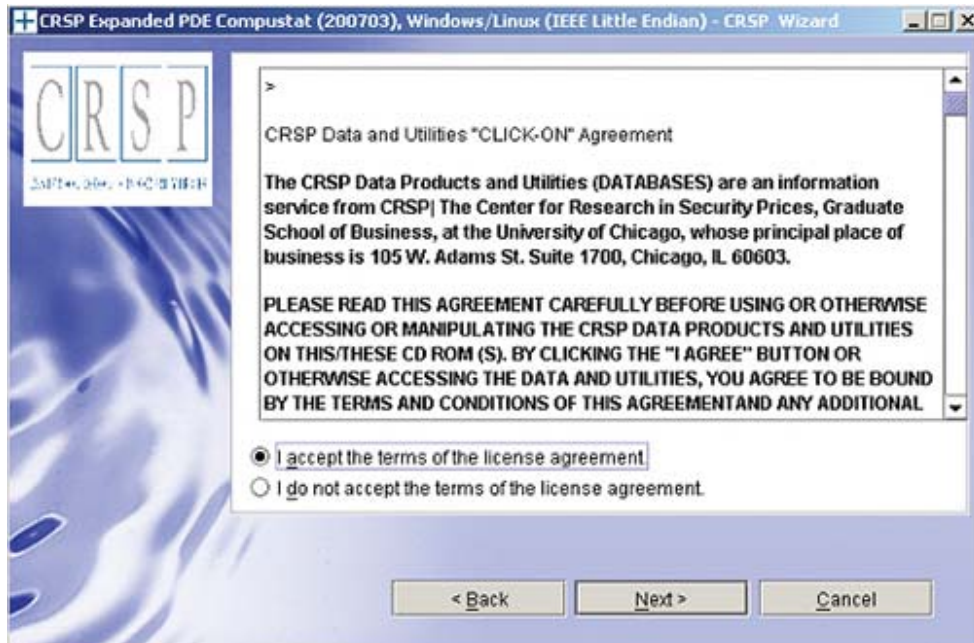 CRSP Expanded PDE Compustat (200703), Windows/Linux (IEEE Little Endian) - CRSP Wizard
CRSP
>
CRSP Data and Utilities "CLICK-ON" Agreement
The CRSP Data Products and Utilities (DATABASES) are an information
service from CRSP| The Center for Research in Security Prices, Graduate
School of Business, at the University of Chicago, whose principal place of
business is 105 W. Adams St. Suite 1700, Chicago, IL 60603.
PLEASE READ THIS AGREEMENT CAREFULLY BEFORE USING OR OTHERWISE
ACCESSING OR MANIPULATING THE CRSP DATA PRODUCTS AND UTILITIES
ON THIS/THESE CD ROM (S). BY CLICKING THE "I AGREE" BUTTON OR
OTHERWISE ACCESSING THE DATA AND UTILITIES, YOU AGREE TO BE BOUND
BY THE TERMS AND CONDITIONS OF THIS AGREEMENTAND ANY ADDITIONAL
I accept the terms of the license agreement.
I do not accept the terms of the license agreement.
< Back
Next >
Cancel